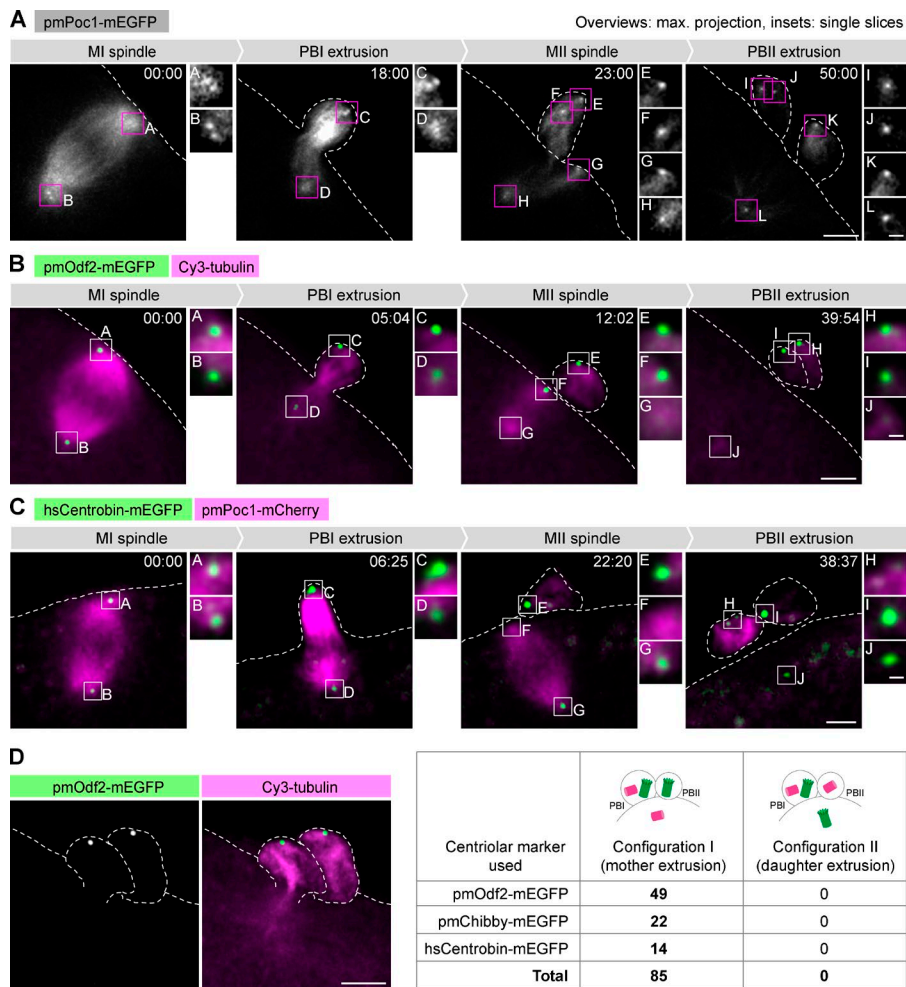 A pmPoc1-mEGFP Overviews: max. projection, insets: single slices
MI spindle PBI extrusion MII spindle PBII extrusion
00:00 A 18:00 C 23:00 E 50:00 I
A B C D F E G H I J K L
B D F J
G K
H L
B pmOdf2-mEGFP Cy3-tubulin
MI spindle PBI extrusion MII spindle PBII extrusion
00:00 A 05:04 C 12:02 E 39:54 H
A B C D E F G I H J
B D F I
G J
C hsCentrobin-mEGFP pmPoc1-mCherry
MI spindle PBI extrusion MII spindle PBII extrusion
00:00 A 06:25 C 22:20 E 38:37 H
A B C D E F G H I J
B D F I
G J
D
pmOdf2-mEGFP Cy3-tubulin
PBI PBII PBI PBII
Centriolar marker
used
Configuration I
(mother extrusion)
Configuration II
(daughter extrusion)
pmOdf2-mEGFP 49 0
pmChibby-mEGFP 22 0
hsCentrobin-mEGFP 14 0
Total 85 0